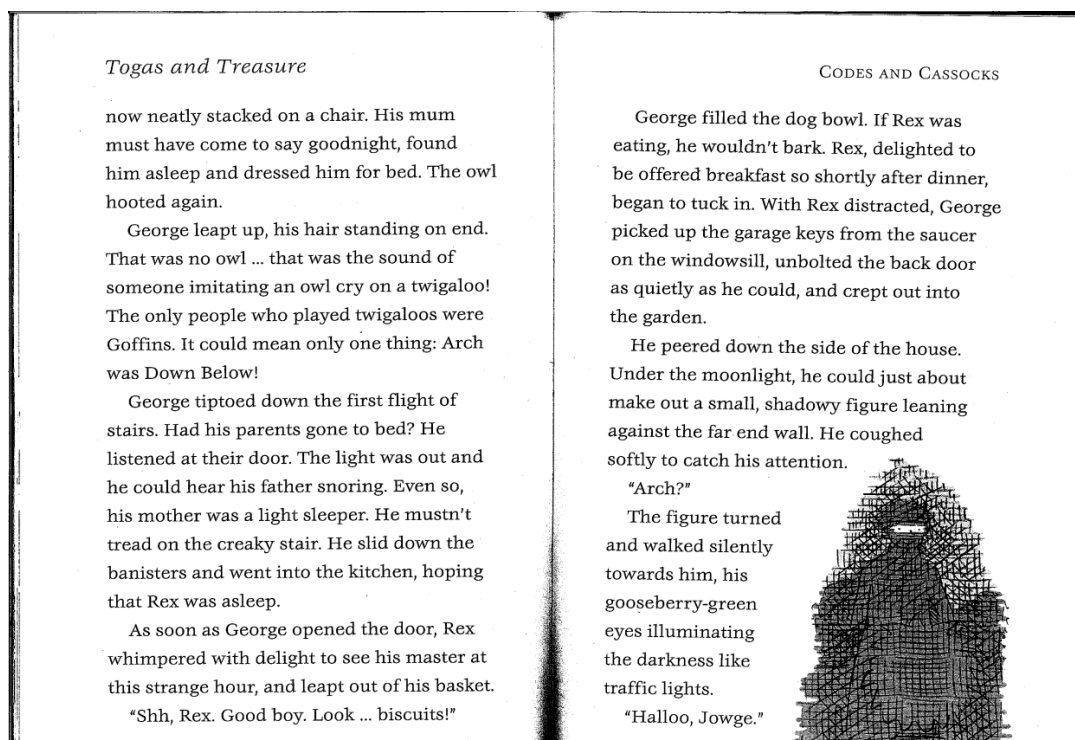 Togas and Treasure
now neatly stacked on a chair. His mum
must have come to say goodnight, found
him asleep and dressed him for bed. The owl
hooted again.
George leapt up, his hair standing on end.
That was no owl ... that was the sound of
someone imitating an owl cry on a twigaloo!
The only people who played twigaloos were
Goffins. It could mean only one thing: Arch
was Down Below!
George tiptoed down the first flight of
stairs. Had his parents gone to bed? He
listened at their door. The light was out and
he could hear his father snoring. Even so,
his mother was a light sleeper. He mustn't
tread on the creaky stair. He slid down the
banisters and went into the kitchen, hoping
that Rex was asleep.
As soon as George opened the door, Rex
whimpered with delight to see his master at
this strange hour, and leapt out of his basket.
“Shh, Rex. Good boy. Look ... biscuits!”
CODES AND CASSOCKS
George filled the dog bowl. If Rex was
eating, he wouldn't bark. Rex, delighted to
be offered breakfast so shortly after dinner,
began to tuck in. With Rex distracted, George
picked up the garage keys from the saucer
on the windowsill, unbolted the back door
as quietly as he could, and crept out into
the garden.
He peered down the side of the house.
Under the moonlight, he could just about
make out a small, shadowy figure leaning
against the far end wall. He coughed
softly to catch his attention.
“Arch?”
The figure turned
and walked silently
towards him, his
gooseberry-green
eyes illuminating
the darkness like
traffic lights.
“Halloo, Jowge.”